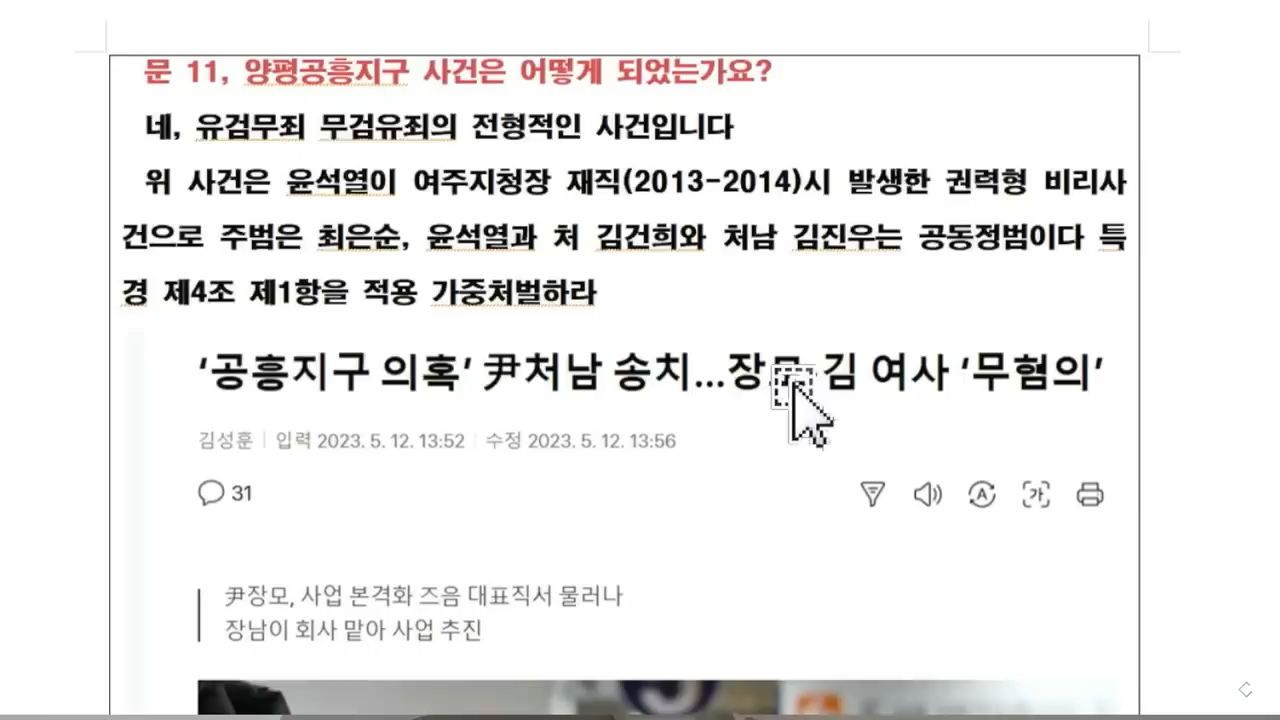 문 11, 양평공흥지구 사건은 어떻게 되었는가요?
네, 유검무죄 무검유죄의 전형적인 사건입니다
위 사건은 윤석열이 여주지청장 재직(2013-2014)시 발생한 권력형 비리사
건으로 주범은 최은순, 윤석열과 처 김건희와 처남 김진우는 공동정범이다 특
경 제4조 제1항을 적용 가중처벌하라
‘공흥지구 의혹’ 尹처남 송치...장 김 여사 ‘무혐의’
김성훈 입력 2023. 5. 12. 13:52 수정 2023. 5. 12. 13:56
31
가
尹장모, 사업 본격화 즈음 대표직서 물러나
장남이 회사 맡아 사업 추진